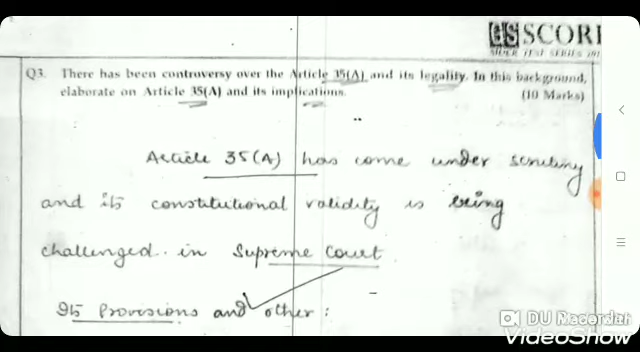 GS SCORE
Q3. There has been controversy over the Article 35(A) and its legality. In this background,
elaborate on Article 35(A) and its implications.
(10 Marks)
Article 35(A) has come under scrutiny
and its constitutional validity is being
challenged. in Supreme Court
Its Provisions and other:
DU
VideoShow